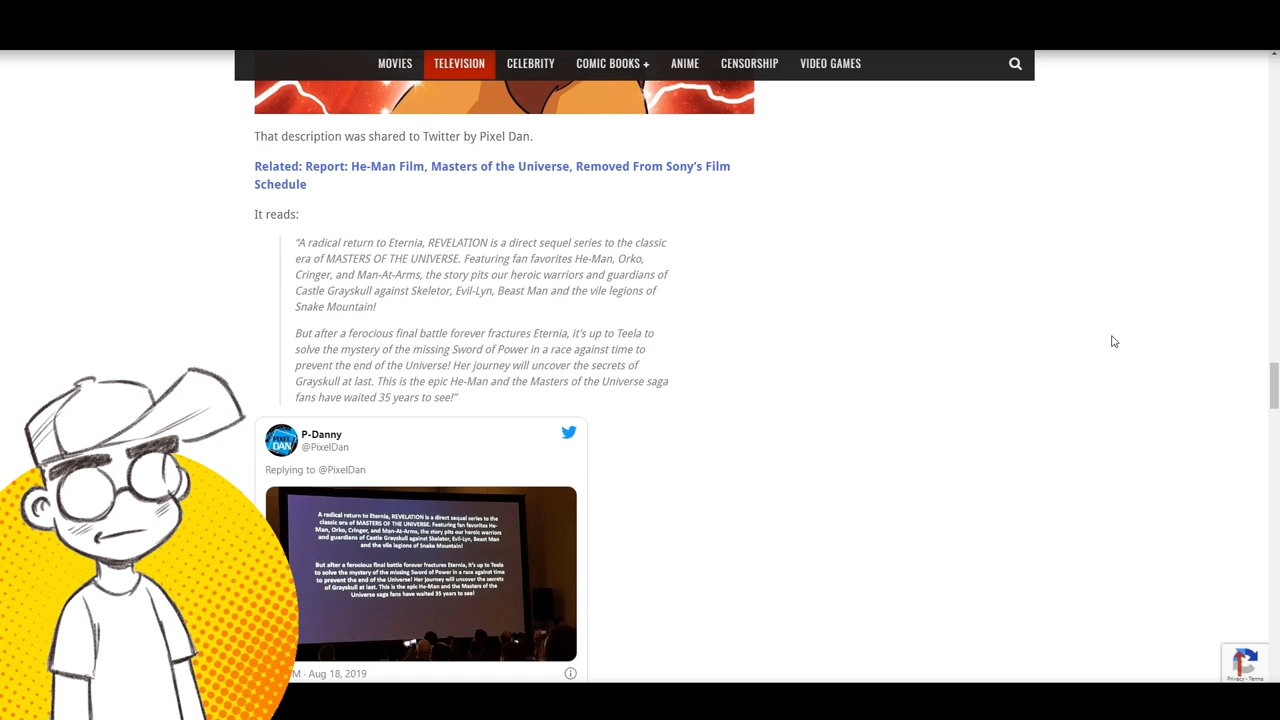 MOVIES TELEVISION CELEBRITY COMIC BOOKS + ANIME CENSORSHIP VIDEO GAMES
That description was shared to Twitter by Pixel Dan.
Related: Report: He-Man Film, Masters of the Universe, Removed From Sony's Film
Schedule
It reads:
“A radical return to Eternia, REVELATION is a direct sequel series to the classic
era of MASTERS OF THE UNIVERSE. Featuring fan favorites He-Man, Orko,
Cringer, and Man-At-Arms, the story pits our heroic warriors and guardians of
Castle Grayskull against Skeletor, Evil-Lyn, Beast Man and the vile legions of
Snake Mountain!
But after a ferocious final battle forever fractures Eternia, it’s up to Teela to
solve the mystery of the missing Sword of Power in a race against time to
prevent the end of the Universe! Her journey will uncover the secrets of
Grayskull at last. This is the epic He-Man and the Masters of the Universe saga
fans have waited 35 years to see!”
PIXEL DAN
P-Danny
@PixelDan
Replying to @PixelDan
A radical return to Eternia, REVELATION is a direct sequel series to the
classic era of MASTERS OF THE UNIVERSE. Featuring fan favorites He-
Man, Orko, Cringer, and Man-At-Arms, the story pits our heroic warriors
and guardians of Castle Grayskull against Skeletor, Evil-Lyn, Beast Man
and the vile legions of Snake Mountain!
But after a ferocious final battle forever fractures Eternia, it's up to Teela
to solve the mystery of the missing Sword of Power in a race against time
to prevent the end of the Universe! Her journey will uncover the secrets
of Grayskull at last. This is the epic He-Man and the Masters of the
Universe saga fans have waited 35 years to see!
M · Aug 18, 2019
Privacy - Terms